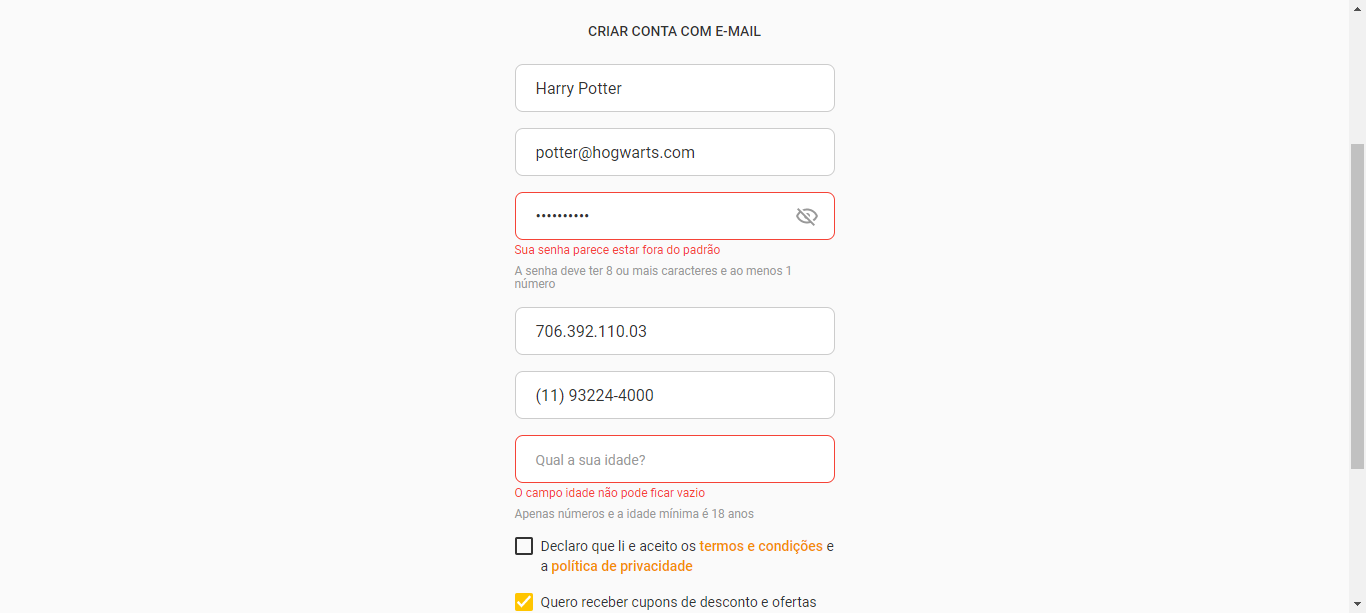 CRIAR CONTA COM E-MAIL
Harry Potter
potter@hogwarts.com
••••••••••
Sua senha parece estar fora do padrão
A senha deve ter 8 ou mais caracteres e ao menos 1
número
706.392.110.03
(11) 93224-4000
Qual a sua idade?
O campo idade não pode ficar vazio
Apenas números e a idade mínima é 18 anos
Declaro que li e aceito os termos e condições e
a política de privacidade
Quero receber cupons de desconto e ofertas